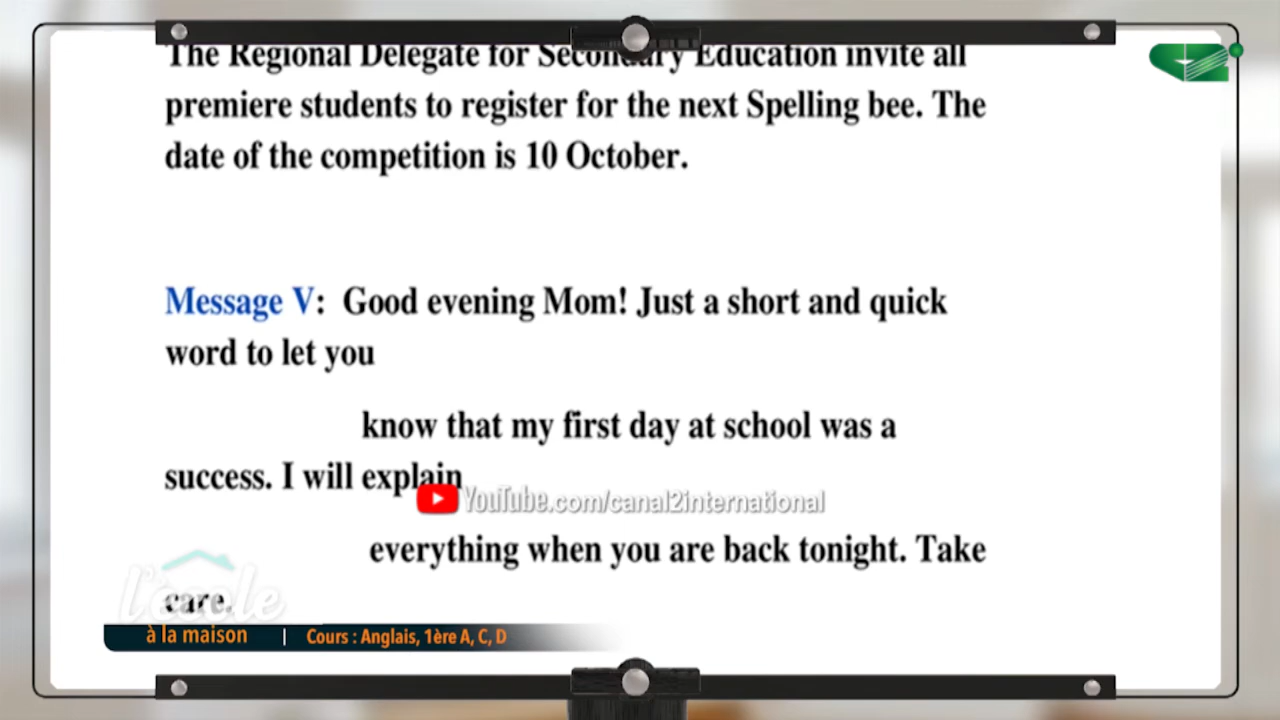 The Regional Delegate for Secondary Education invite all
premiere students to register for the next Spelling bee. The
date of the competition is 10 October.
Message V: Good evening Mom! Just a short and quick
word to let you
know that my first day at school was a
success. I will explain
YouTube.com/canal2international
everything when you are back tonight. Take
care.
l'école
à la maison | Cours : Anglais, 1ère A, C, D